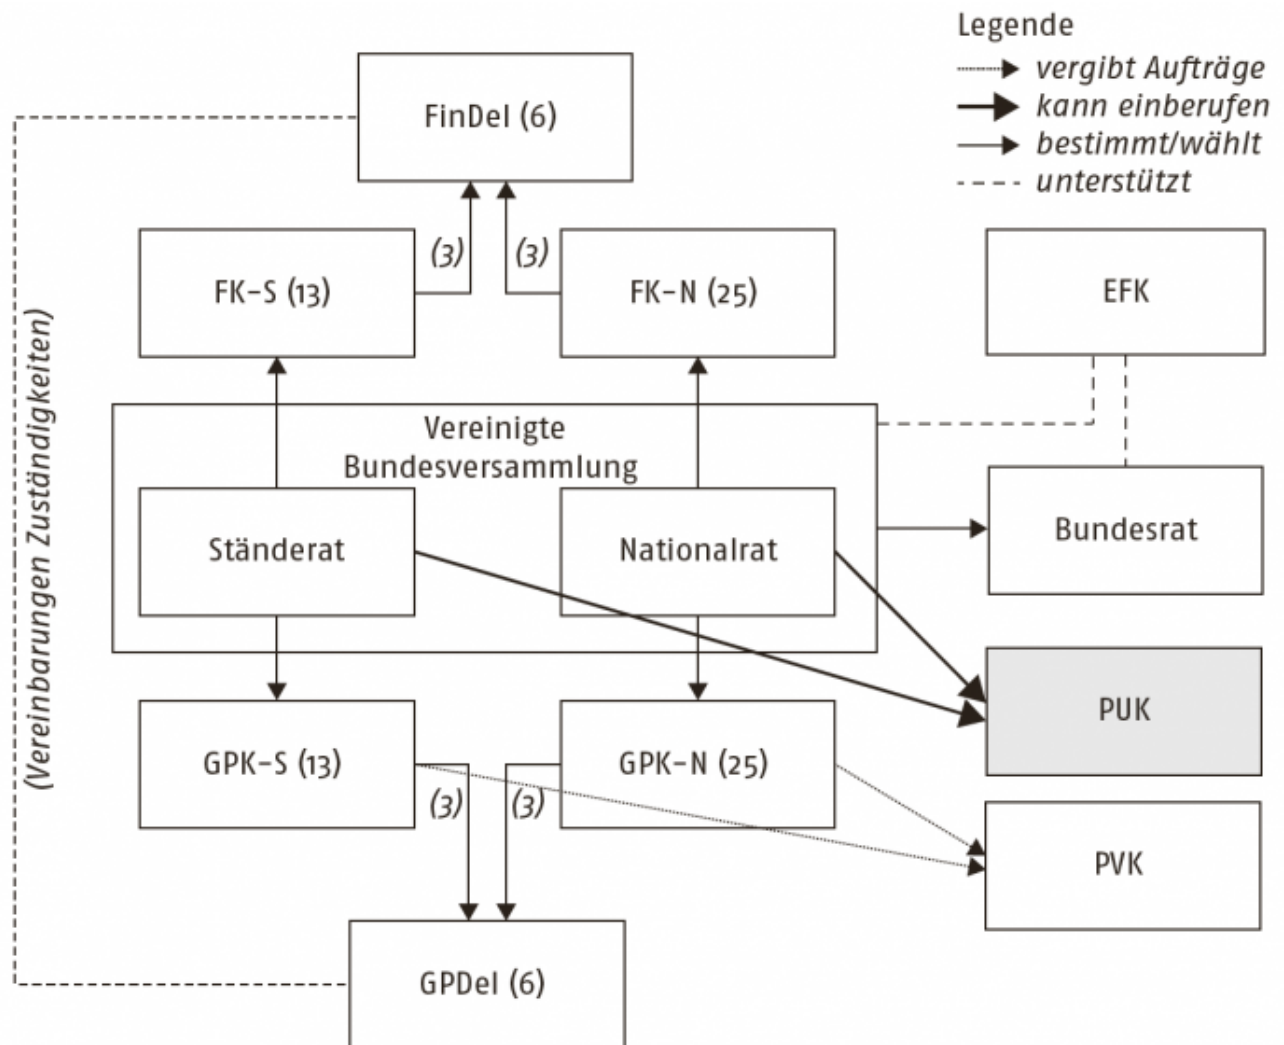 Legende
vergibt Aufträge
kann einberufen
bestimmt/wählt
unterstützt
FinDel (6)
(3)
(3)
FK-S (13)
FK-N (25)
EFK
(Vereinbarungen Zuständigkeiten)
Vereinigte
Bundesversammlung
Ständerat
Nationalrat
Bundesrat
PUK
GPK-S (13)
GPK-N (25)
(3)
(3)
PVK
GPDel (6)